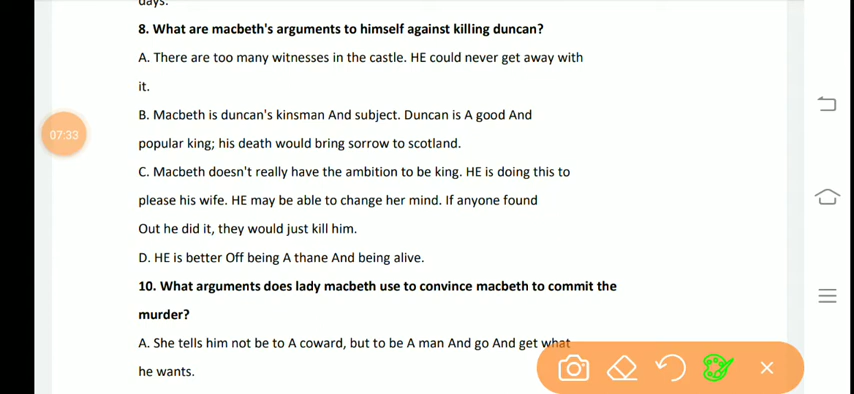 days.
8. What are macbeth's arguments to himself against killing duncan?
A. There are too many witnesses in the castle. HE could never get away with
it.
B. Macbeth is duncan's kinsman And subject. Duncan is A good And
07:33
popular king; his death would bring sorrow to scotland.
C. Macbeth doesn't really have the ambition to be king. HE is doing this to
please his wife. HE may be able to change her mind. If anyone found
Out he did it, they would just kill him.
D. HE is better Off being A thane And being alive.
10. What arguments does lady macbeth use to convince macbeth to commit the
murder?
A. She tells him not be to A coward, but to be A man And go And get what
he wants.